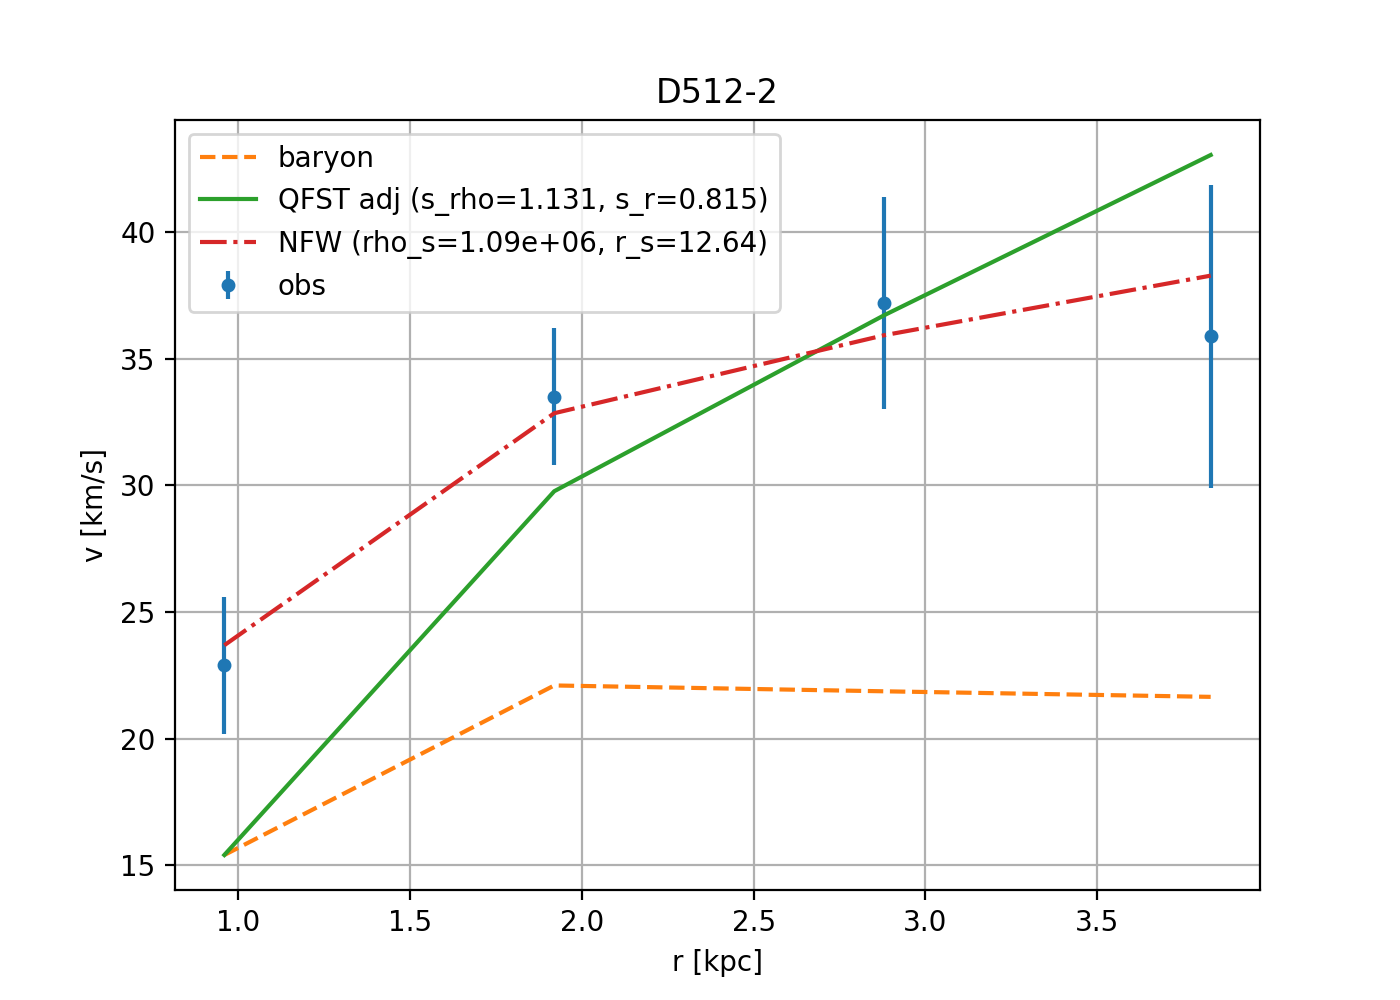 D512-2
baryon
QFST adj (s_rho=1.131, s_r=0.815)
NFW (rho_s=1.09e+06, r_s=12.64)
obs
40
35
30
25
20
15
v [km/s]
1.0 1.5 2.0 2.5 3.0 3.5
r [kpc]